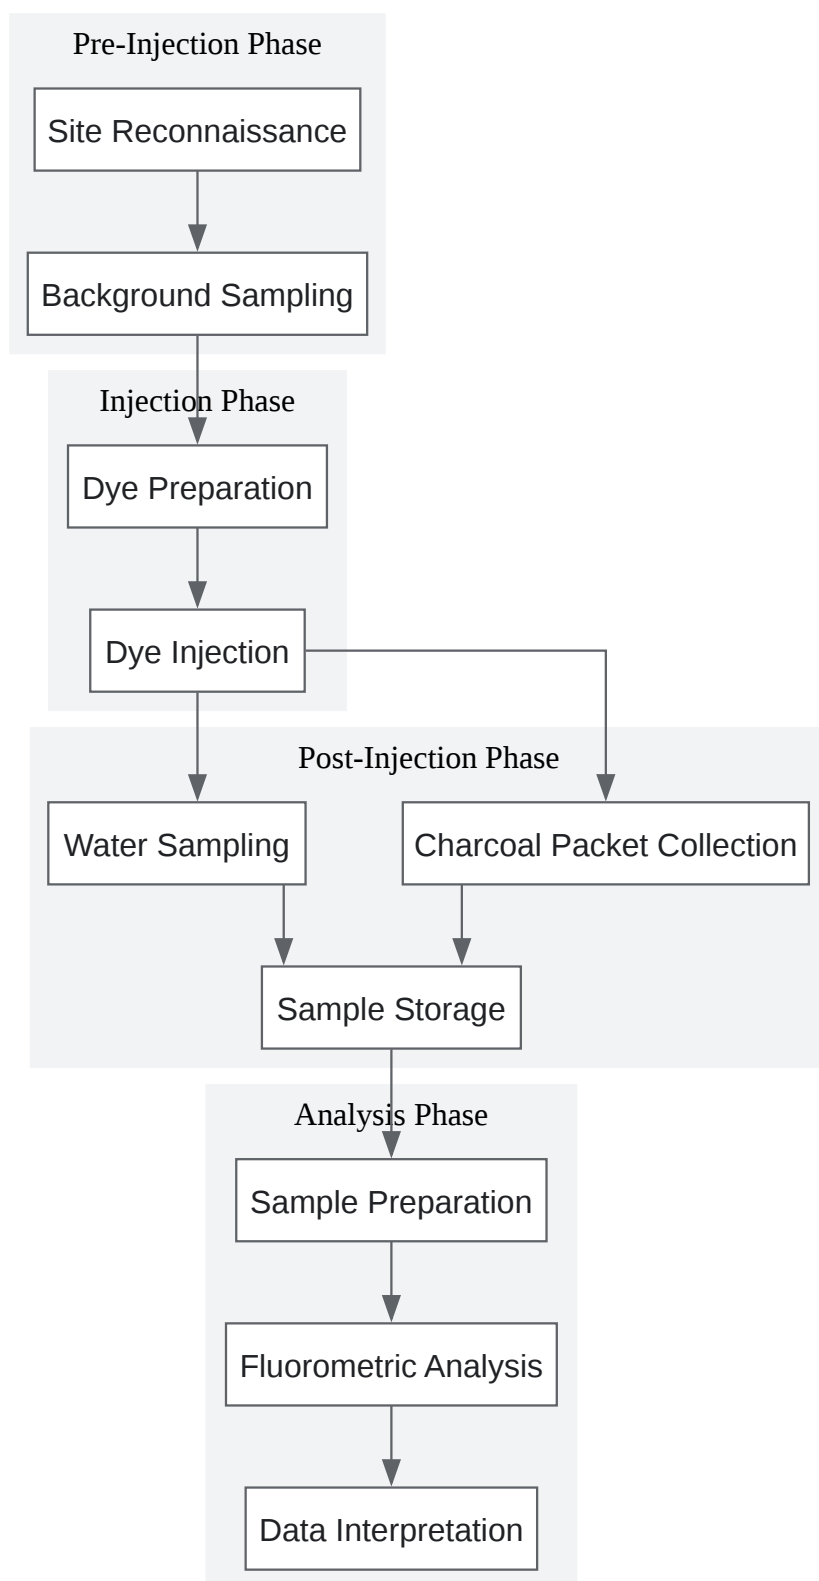 Pre-Injection Phase
Site Reconnaissance
Background Sampling
Injection Phase
Dye Preparation
Dye Injection
Post-Injection Phase
Water Sampling
Charcoal Packet Collection
Sample Storage
Analysis Phase
Sample Preparation
Fluorometric Analysis
Data Interpretation